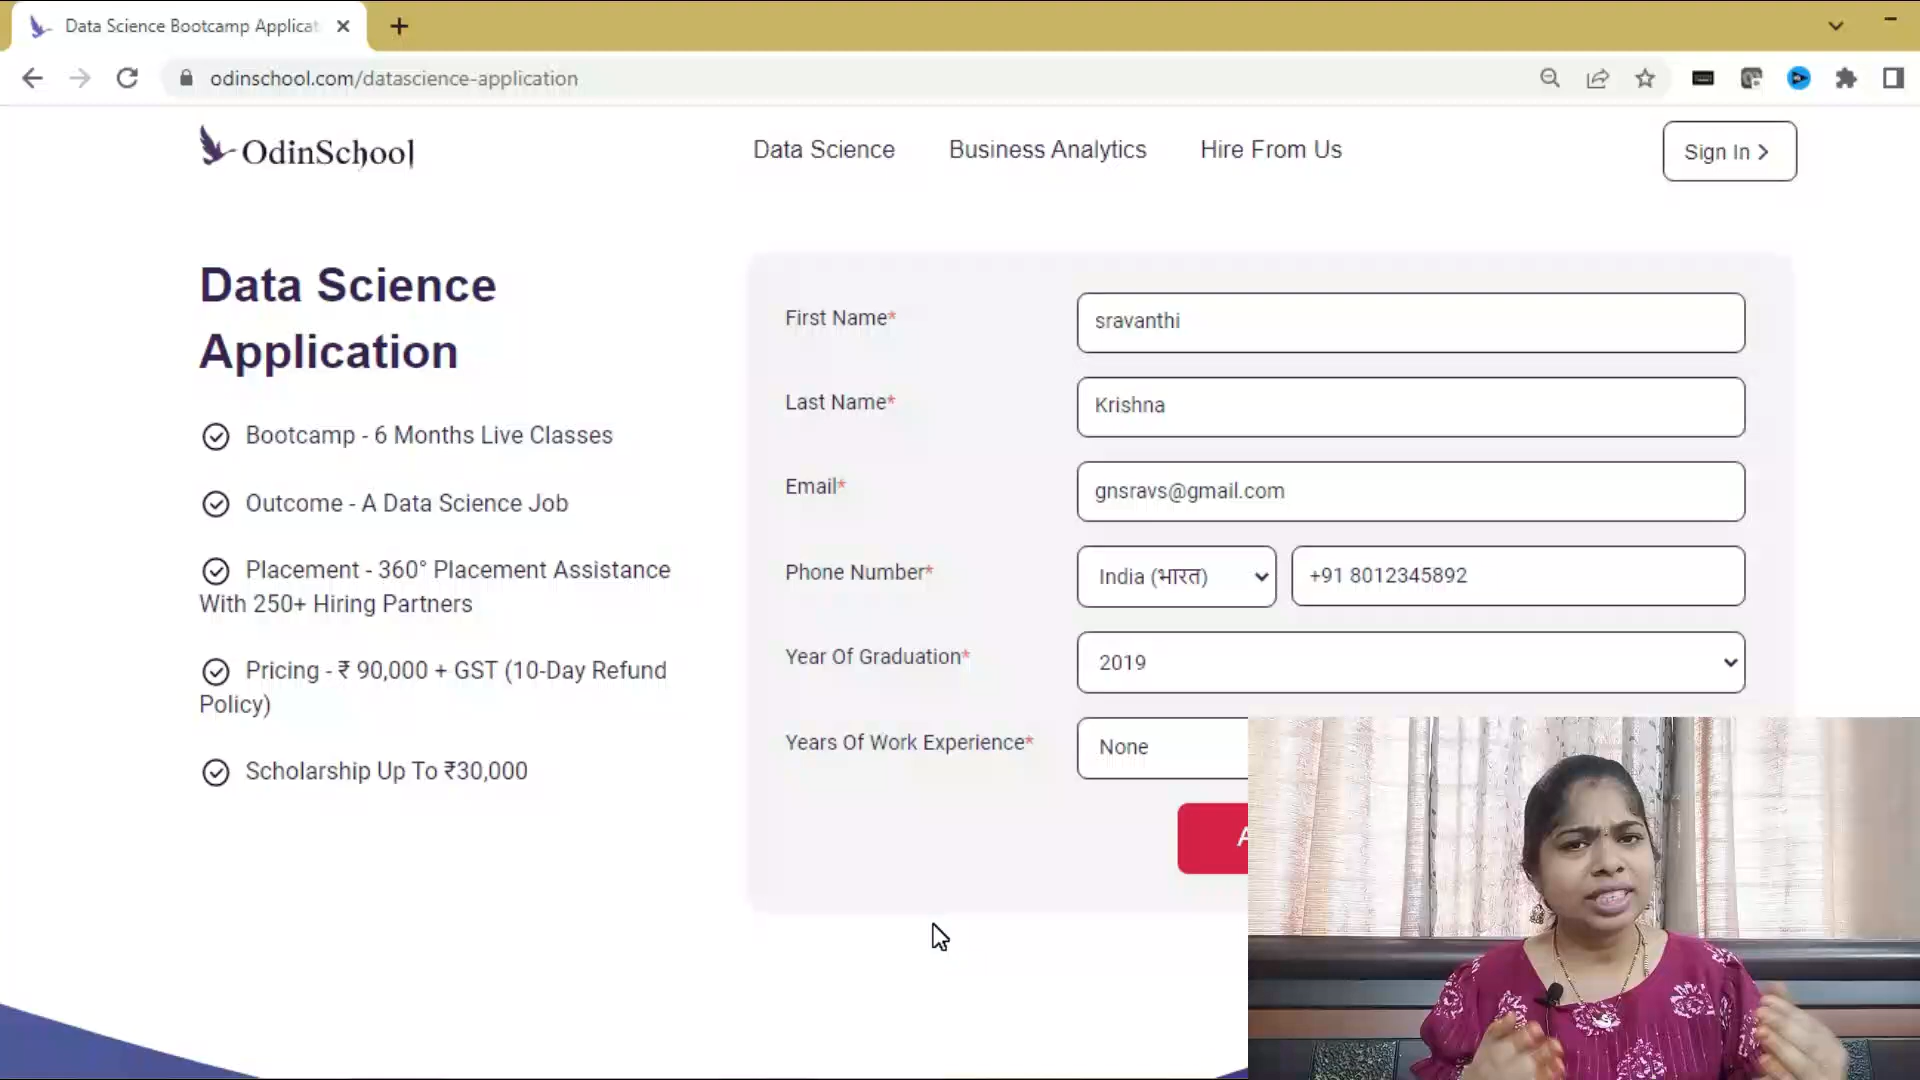 Data Science Bootcamp Applicat
odinschool.com/datascience-application
OdinSchool
Data Science
Business Analytics
Hire From Us
Sign In
Data Science
Application
Bootcamp - 6 Months Live Classes
Outcome - A Data Science Job
Placement - 360° Placement Assistance
With 250+ Hiring Partners
Pricing - ₹ 90,000 + GST (10-Day Refund
Policy)
Scholarship Up To ₹30,000
First Name*
sravanthi
Last Name*
Krishna
Email*
gnsravs@gmail.com
Phone Number*
India (भारत)
+91 8012345892
Year Of Graduation*
2019
Years Of Work Experience*
None